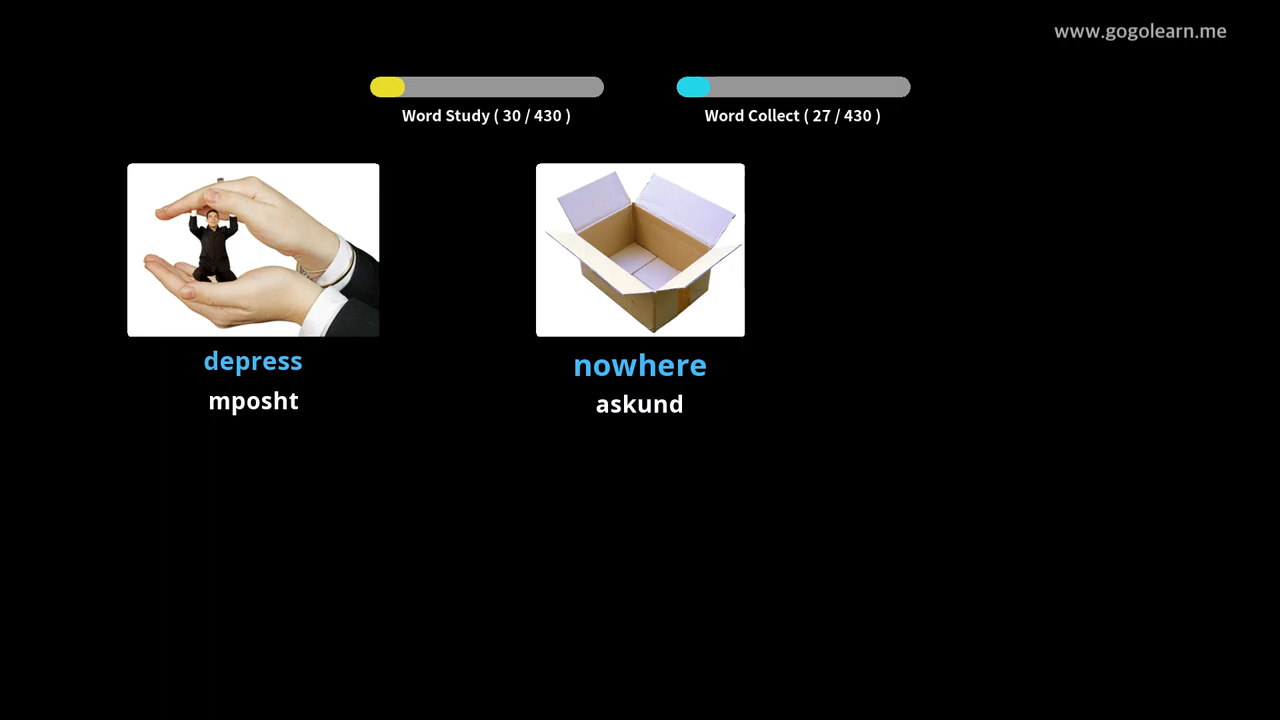 www.gogolearn.me
Word Study ( 30 / 430 )
Word Collect ( 27 / 430 )
depress
mposht
nowhere
askund